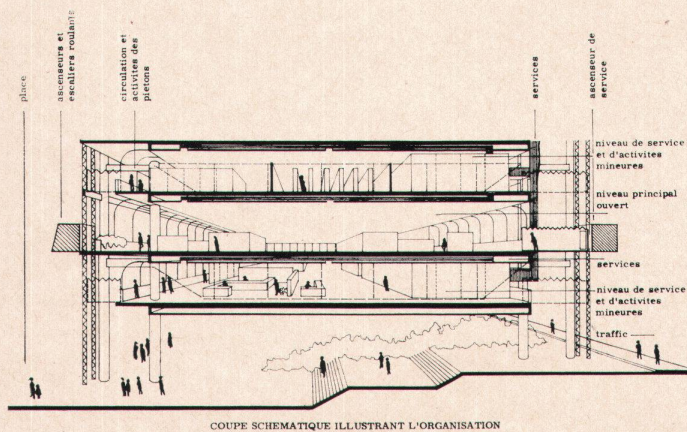 place
ascenseurs et
escaliers roulants
circulation et
activites des
pietons
services
ascenseur de
service
niveau de service
et d'activites
mineures
niveau principal
ouvert
services
niveau de service
et d'activites
mineures
traffic
COUPE SCHEMATIQUE ILLUSTRANT L'ORGANISATION